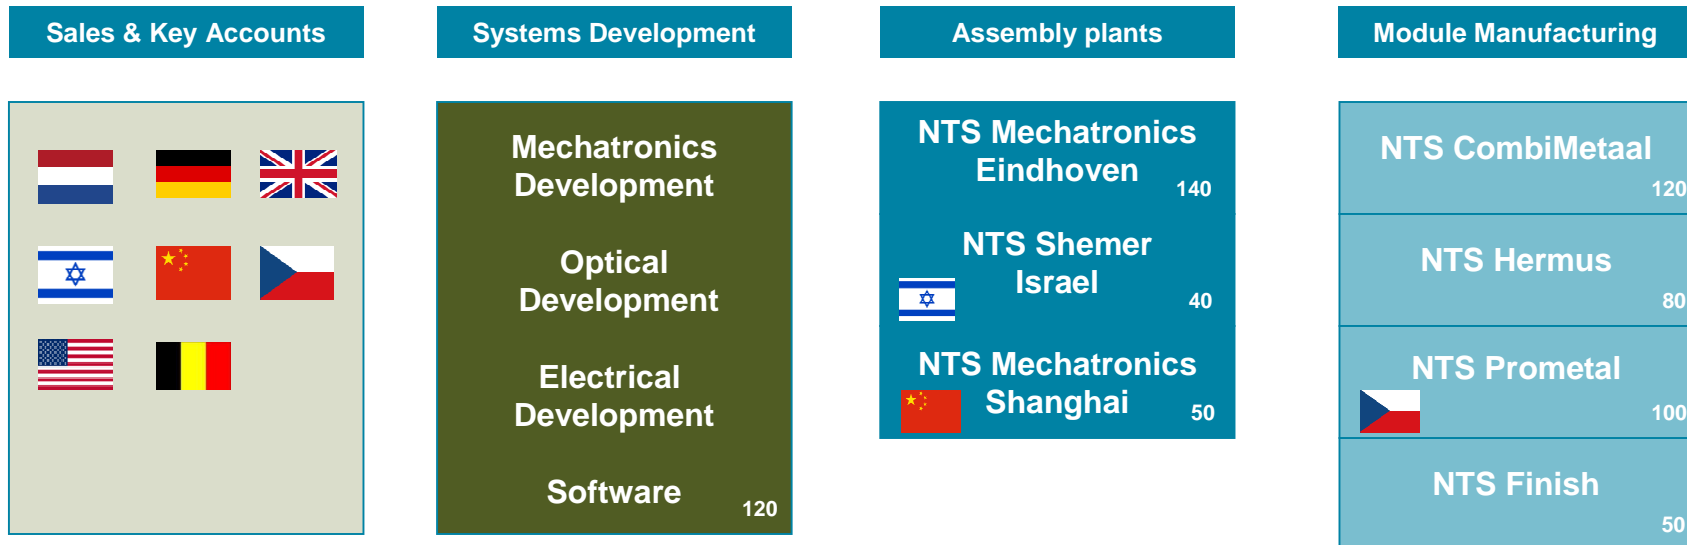 Sales & Key Accounts
Systems Development
Mechatronics
Development
Optical
Development
Electrical
Development
Software
120
Assembly plants
NTS Mechatronics
Eindhoven
140
NTS Shemer
Israel
40
NTS Mechatronics
Shanghai
50
Module Manufacturing
NTS CombiMetaal
120
NTS Hermus
80
NTS Prometal
100
NTS Finish
50